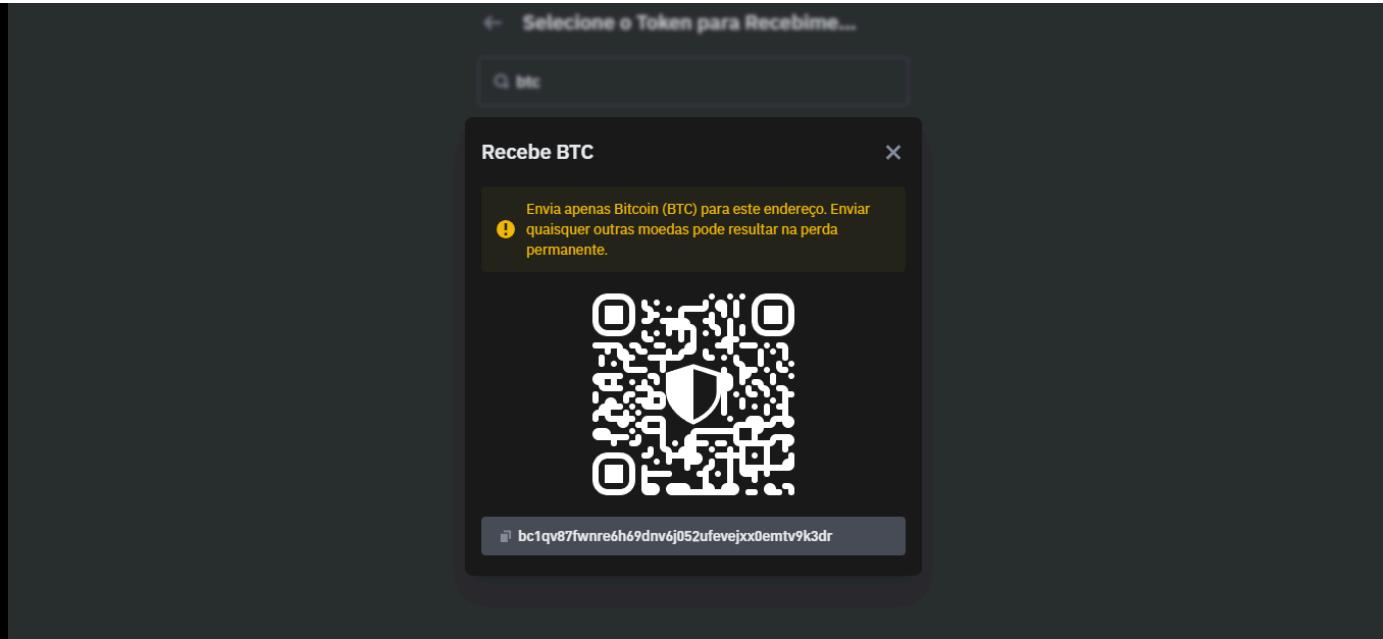 Selecione o Token para Recebime...
btc
Recebe BTC
Envia apenas Bitcoin (BTC) para este endereço. Enviar
quaisquer outras moedas pode resultar na perda
permanente.
bc1qv87fwnre6h69dnv6j052ufevejxx0emtv9k3dr